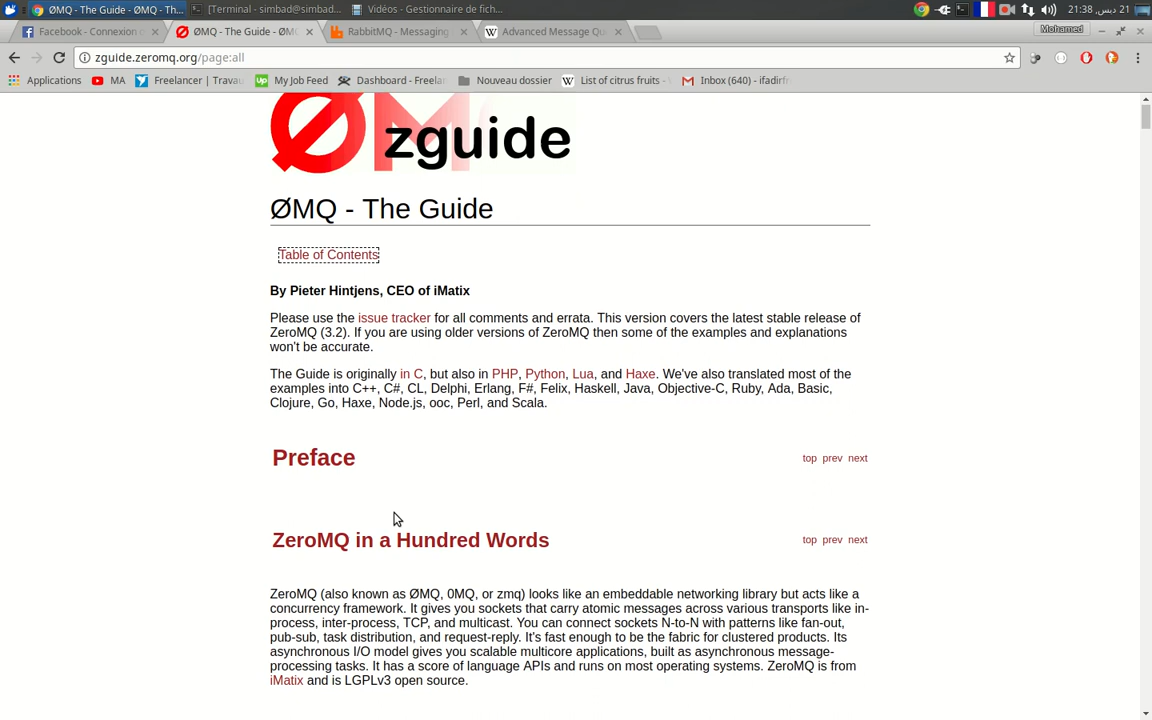 ØMQ - The Guide - ØMQ - Th... [Terminal - simbad@simbad... Vidéos - Gestionnaire de fich... 21 ديس, 21:38
Facebook - Connexion o ØMQ - The Guide - ØMQ RabbitMQ - Messaging Advanced Message Qu Mohamed
zguide.zeromq.org/page:all
Applications MA Freelancer | Travau My Job Feed Dashboard - Freelan Nouveau dossier List of citrus fruits - Inbox (640) - ifadirfr
ØM zguide
ØMQ - The Guide
Table of Contents
By Pieter Hintjens, CEO of iMatix
Please use the issue tracker for all comments and errata. This version covers the latest stable release of
ZeroMQ (3.2). If you are using older versions of ZeroMQ then some of the examples and explanations
won't be accurate.
The Guide is originally in C, but also in PHP, Python, Lua, and Haxe. We've also translated most of the
examples into C++, C#, CL, Delphi, Erlang, F#, Felix, Haskell, Java, Objective-C, Ruby, Ada, Basic,
Clojure, Go, Haxe, Node.js, ooc, Perl, and Scala.
Preface top prev next
ZeroMQ in a Hundred Words top prev next
ZeroMQ (also known as ØMQ, 0MQ, or zmq) looks like an embeddable networking library but acts like a
concurrency framework. It gives you sockets that carry atomic messages across various transports like in-
process, inter-process, TCP, and multicast. You can connect sockets N-to-N with patterns like fan-out,
pub-sub, task distribution, and request-reply. It's fast enough to be the fabric for clustered products. Its
asynchronous I/O model gives you scalable multicore applications, built as asynchronous message-
processing tasks. It has a score of language APIs and runs on most operating systems. ZeroMQ is from
iMatix and is LGPLv3 open source.